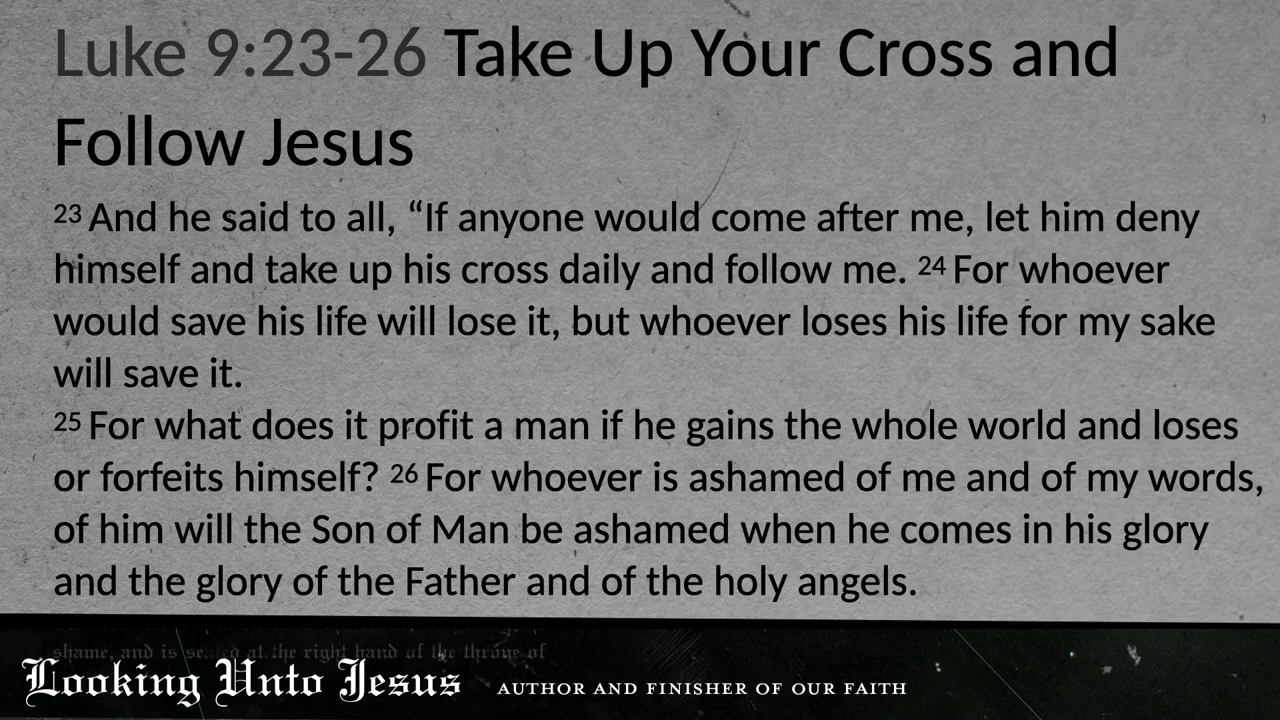 Luke 9:23-26 Take Up Your Cross and
Follow Jesus
23 And he said to all, “If anyone would come after me, let him deny
himself and take up his cross daily and follow me. 24 For whoever
would save his life will lose it, but whoever loses his life for my sake
will save it.
25 For what does it profit a man if he gains the whole world and loses
or forfeits himself? 26 For whoever is ashamed of me and of my words,
of him will the Son of Man be ashamed when he comes in his glory
and the glory of the Father and of the holy angels.
shame, and is seated at the right hand of the throne of
Looking Unto Jesus AUTHOR AND FINISHER OF OUR FAITH